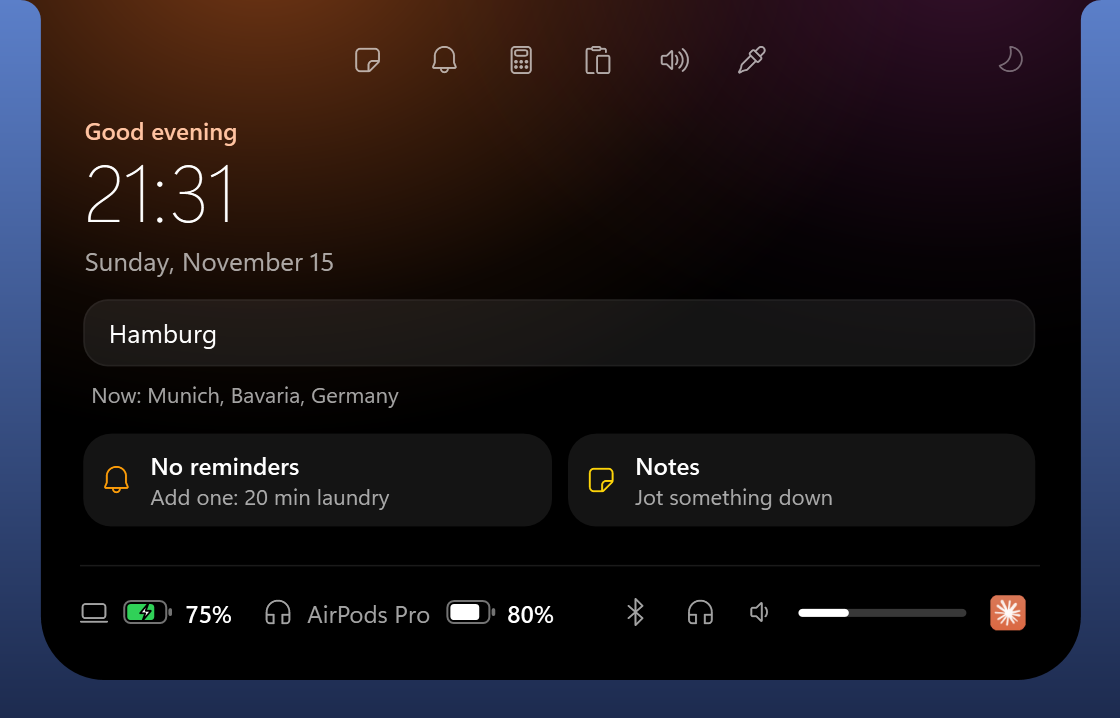 Good evening
21:31
Sunday, November 15
Hamburg
Now: Munich, Bavaria, Germany
No reminders
Add one: 20 min laundry
Notes
Jot something down
75%
AirPods Pro
80%